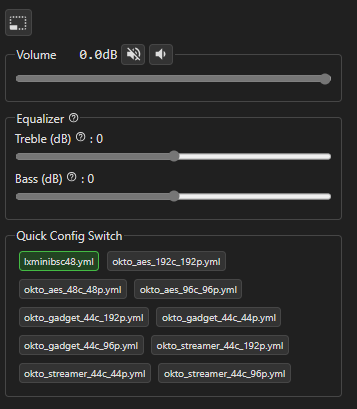 Volume 0.0dB
Equalizer ?
Treble (dB) ? : 0
Bass (dB) ? : 0
Quick Config Switch
lxminibsc48.yml okto_aes_192c_192p.yml
okto_aes_48c_48p.yml okto_aes_96c_96p.yml
okto_gadget_44c_192p.yml okto_gadget_44c_44p.yml
okto_gadget_44c_96p.yml okto_streamer_44c_192p.yml
okto_streamer_44c_44p.yml okto_streamer_44c_96p.yml